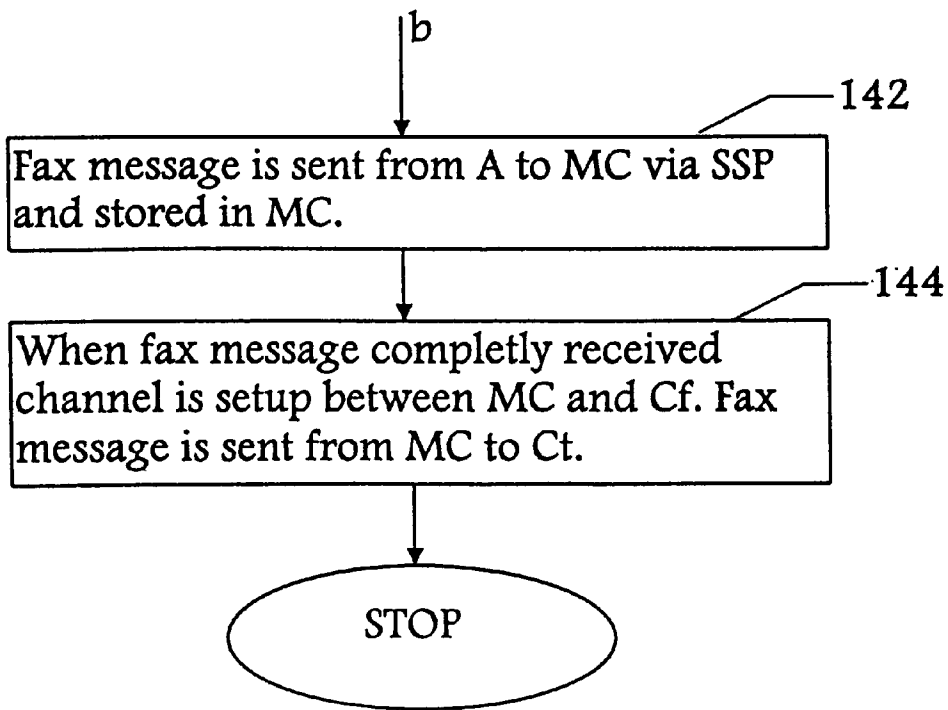 b
142
Fax message is sent from A to MC via SSP
and stored in MC.
144
When fax message completly received
channel is setup between MC and Cf. Fax
message is sent from MC to Ct.
STOP